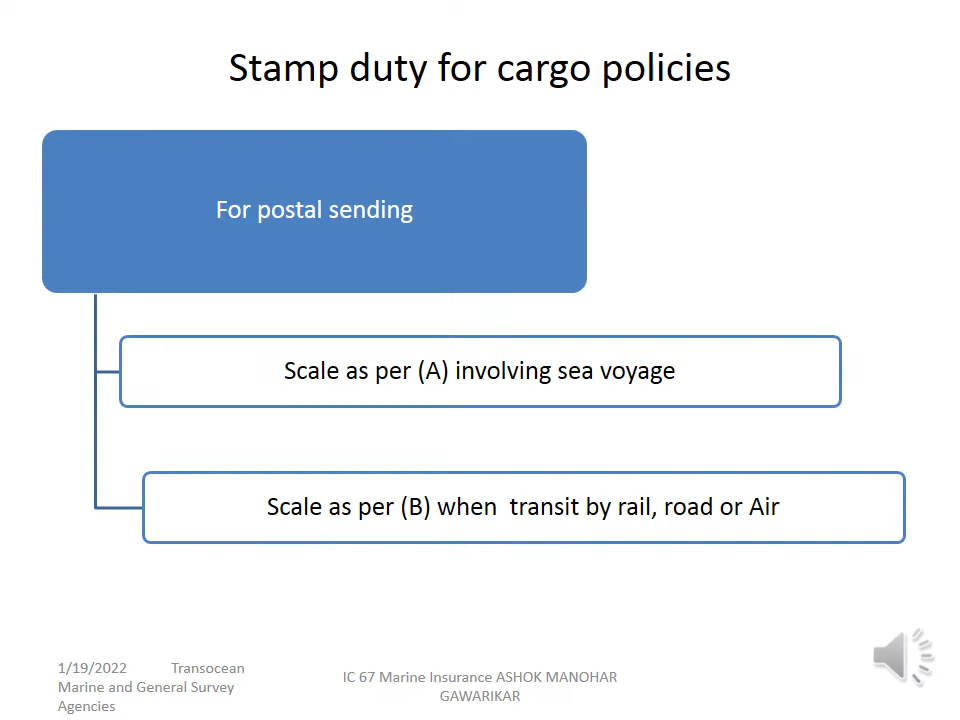 Stamp duty for cargo policies
For postal sending
Scale as per (A) involving sea voyage
Scale as per (B) when  transit by rail, road or Air
1/19/2022 Transocean
Marine and General Survey
Agencies
IC 67 Marine Insurance ASHOK MANOHAR
GAWARIKAR